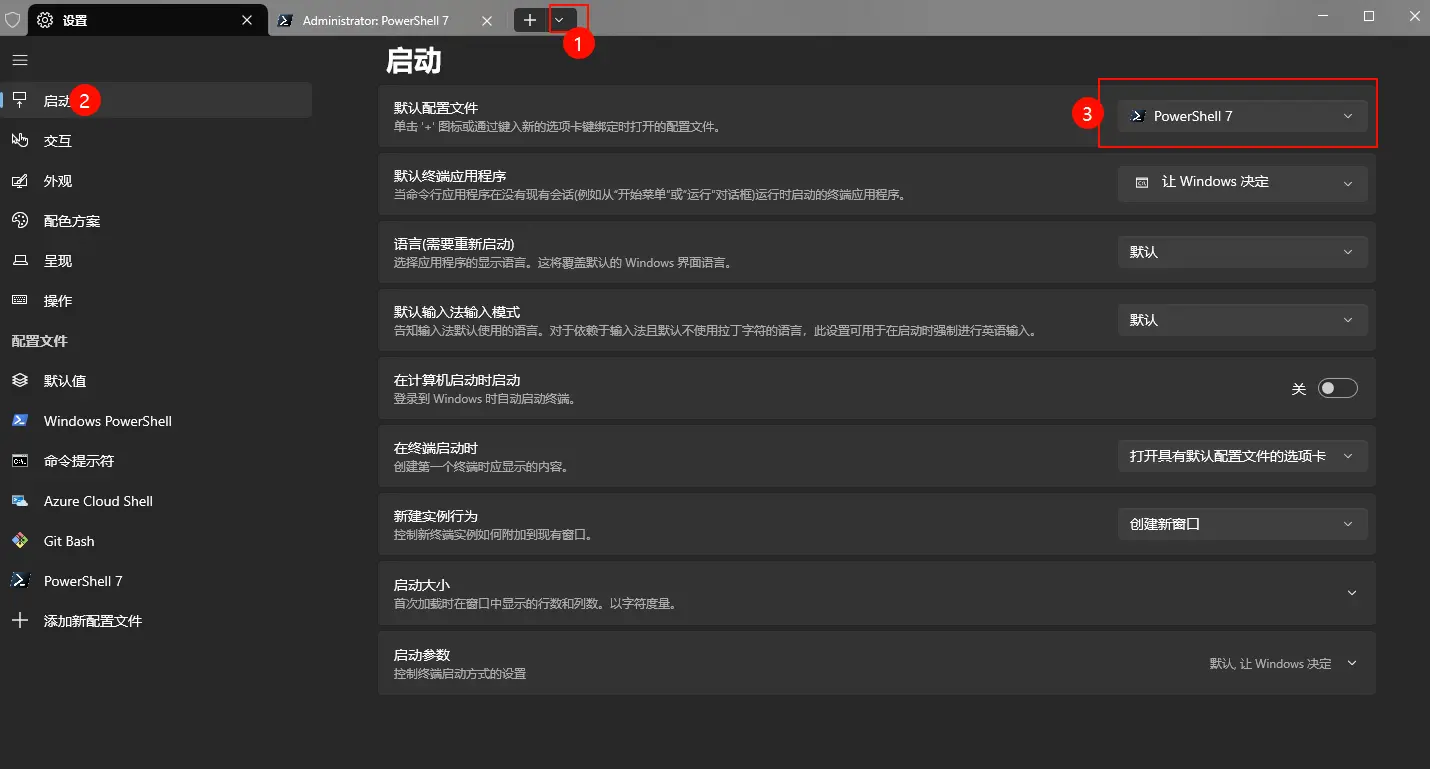 设置
Administrator: PowerShell 7
1
启动
2
交互
外观
配色方案
呈现
操作
配置文件
默认值
Windows PowerShell
命令提示符
Azure Cloud Shell
Git Bash
PowerShell 7
添加新配置文件
启动
默认配置文件
单击 '+' 图标或通过键入新的选项卡键绑定时打开的配置文件。
3
PowerShell 7
默认终端应用程序
当命令行应用程序在没有现有会话(例如从“开始菜单”或“运行”对话框)运行时启动的终端应用程序。
让 Windows 决定
语言(需要重新启动)
选择应用程序的显示语言。这将覆盖默认的 Windows 界面语言。
默认
默认输入法输入模式
告知输入法默认使用的语言。对于依赖于输入法且默认不使用拉丁字符的语言，此设置可用于在启动时强制进行英语输入。
默认
在计算机启动时启动
登录到 Windows 时自动启动终端。
关
在终端启动时
创建第一个终端时应显示的内容。
打开具有默认配置文件的选项卡
新建实例行为
控制新终端实例如何附加到现有窗口。
创建新窗口
启动大小
首次加载时在窗口中显示的行数和列数。以字符度量。
启动参数
控制终端启动方式的设置
默认, 让 Windows 决定